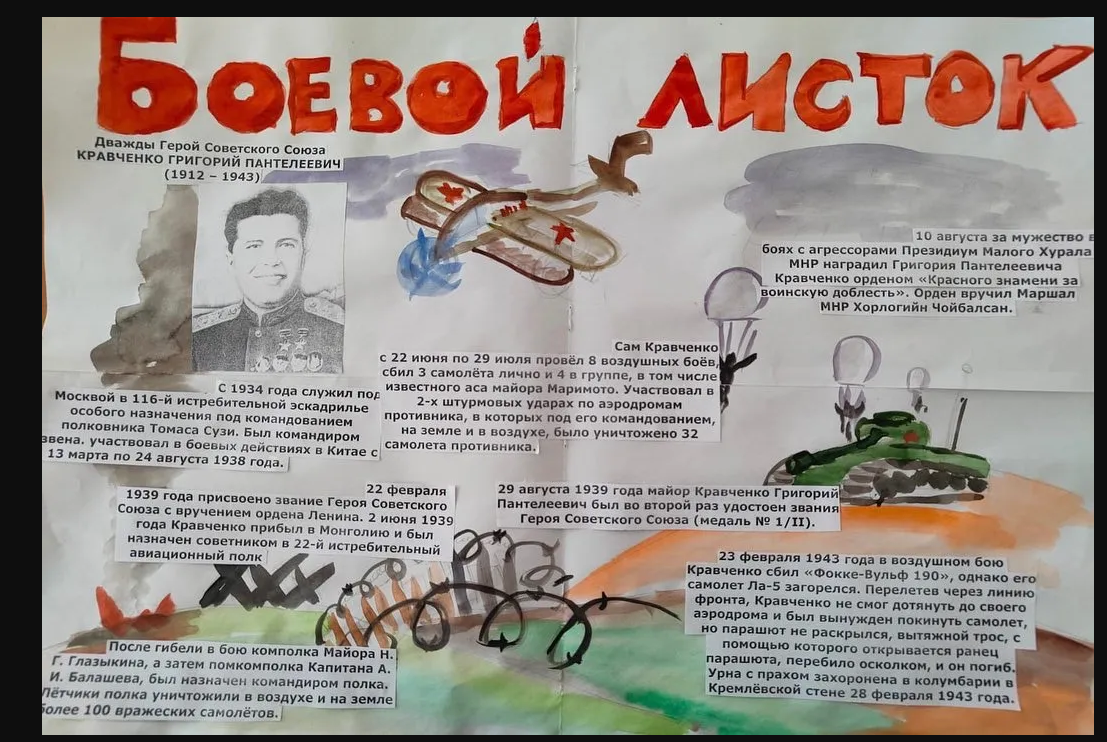 БОЕВОЙ ЛИСТОК
Дважды Герой Советского Союза
КРАВЧЕНКО ГРИГОРИЙ ПАНТЕЛЕЕВИЧ
(1912 – 1943)
С 1934 года служил под
Москвой в 116-й истребительной эскадрилье
особого назначения под командованием
полковника Томаса Сузи. Был командиром
звена. участвовал в боевых действиях в Китае с
13 марта по 24 августа 1938 года.
22 февраля
1939 года присвоено звание Героя Советского
Союза с вручением ордена Ленина. 2 июня 1939
года Кравченко прибыл в Монголию и был
назначен советником в 22-й истребительный
авиационный полк
После гибели в бою комполка Майора Н.
Г. Глазыкина, а затем помкомполка Капитана А.
И. Балашева, был назначен командиром полка.
Лётчики полка уничтожили в воздухе и на земле
более 100 вражеских самолётов.
Сам Кравченко
с 22 июня по 29 июля провёл 8 воздушных боёв,
сбил 3 самолёта лично и 4 в группе, в том числе
известного аса майора Маримото. Участвовал в
2-х штурмовых ударах по аэродромам
противника, в которых под его командованием,
на земле и в воздухе, было уничтожено 32
самолета противника.
10 августа за мужество в
боях с агрессорами Президиум Малого Хурала
МНР наградил Григория Пантелеевича
Кравченко орденом «Красного знамени за
воинскую доблесть». Орден вручил Маршал
МНР Хорлогийн Чойбалсан.
29 августа 1939 года майор Кравченко Григорий
Пантелеевич был во второй раз удостоен звания
Героя Советского Союза (медаль № 1/II).
23 февраля 1943 года в воздушном бою
Кравченко сбил «Фокке-Вульф 190», однако его
самолет Ла-5 загорелся. Перелетев через линию
фронта, Кравченко не смог дотянуть до своего
аэродрома и был вынужден покинуть самолет,
но парашют не раскрылся, вытяжной трос, с
помощью которого открывается ранец
парашюта, перебило осколком, и он погиб.
Урна с прахом захоронена в колумбарии в
Кремлёвской стене 28 февраля 1943 года.